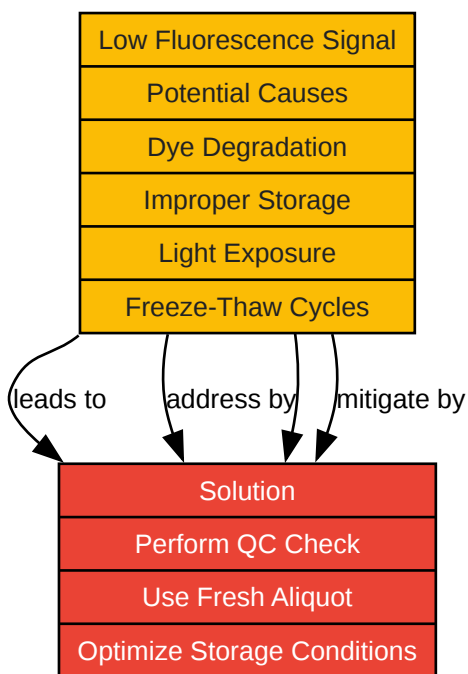 Low Fluorescence Signal
Potential Causes
Dye Degradation
Improper Storage
Light Exposure
Freeze-Thaw Cycles
leads to
address by
mitigate by
Solution
Perform QC Check
Use Fresh Aliquot
Optimize Storage Conditions